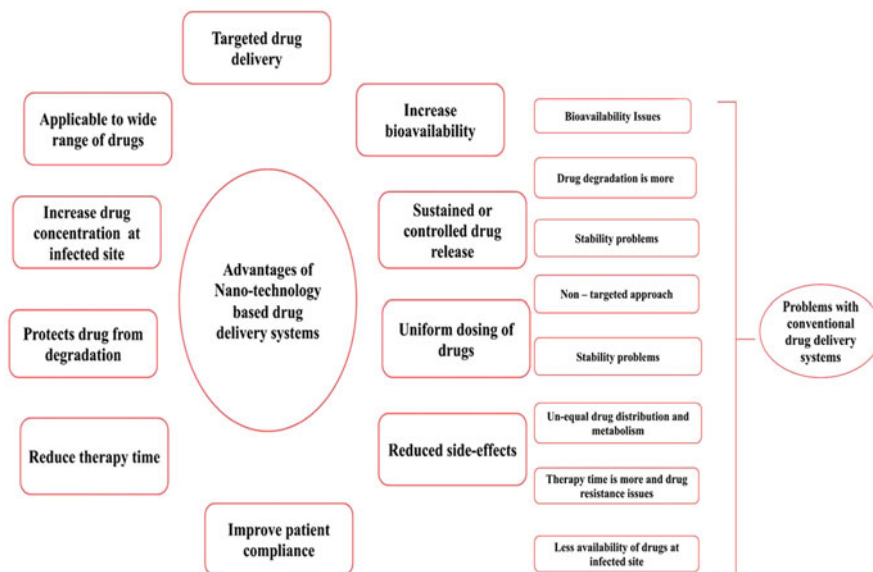 Targeted drug
delivery
Applicable to wide
range of drugs
Increase drug
concentration at
infected site
Protects drug from
degradation
Reduce therapy time
Improve patient
compliance
Advantages of
Nano-technology
based drug
delivery systems
Increase
bioavailability
Sustained or
controlled drug
release
Uniform dosing of
drugs
Reduced side-effects
Bioavailability Issues
Drug degradation is more
Stability problems
Non – targeted approach
Stability problems
Un-equal drug distribution and
metabolism
Therapy time is more and drug
resistance issues
Less availability of drugs at
infected site
Problems with
conventional
drug delivery
systems